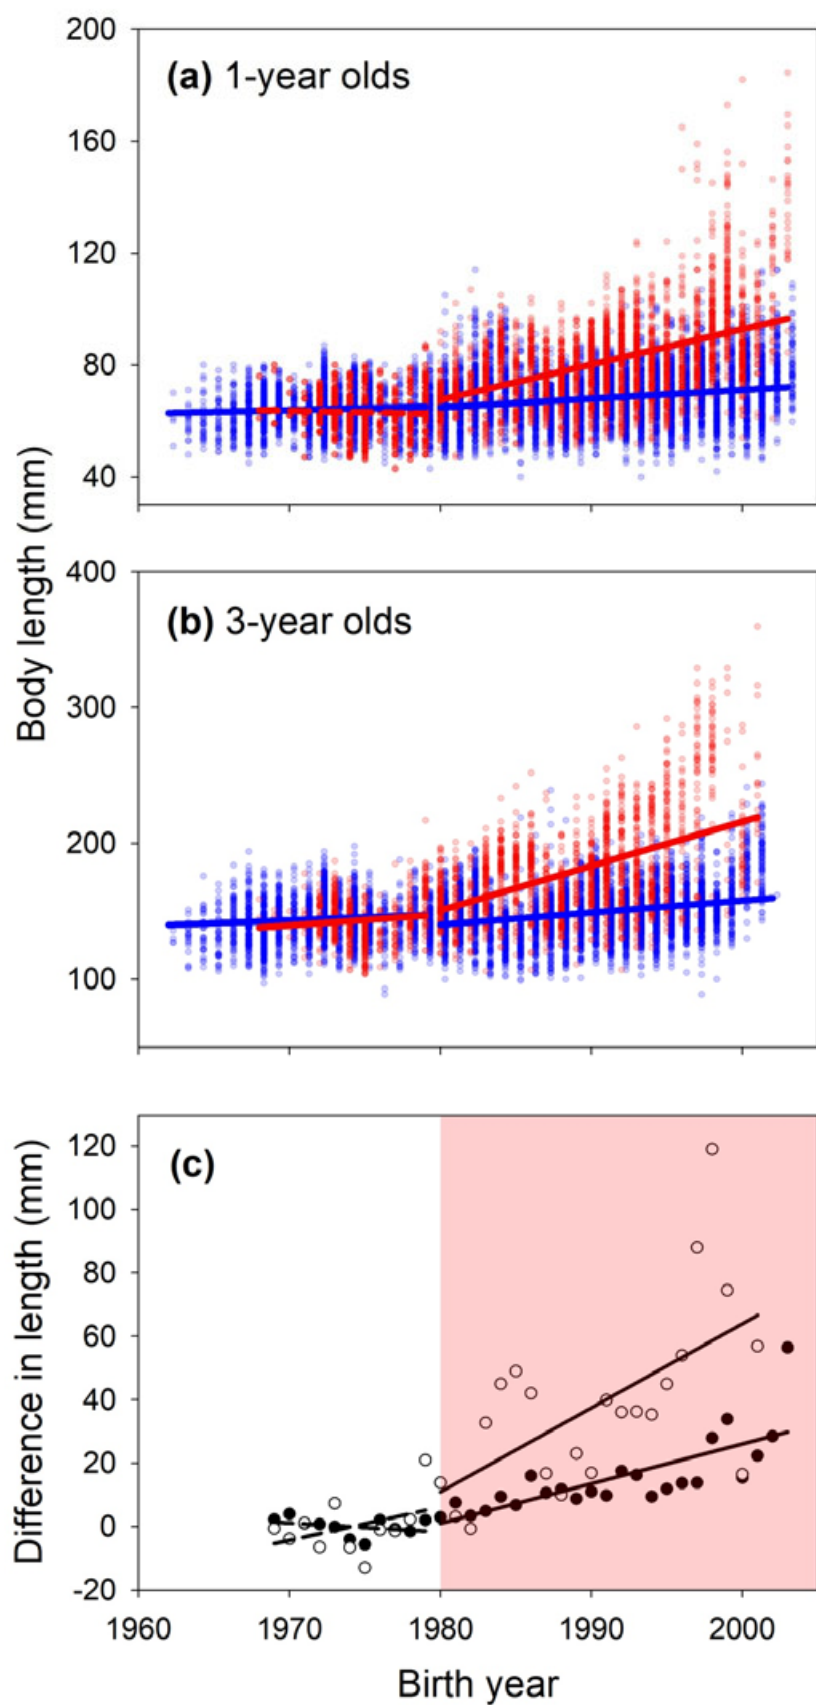 200
(a) 1-year olds
160
120
80
40
Body length (mm)
400
(b) 3-year olds
300
200
100
120
(c)
100
80
60
40
20
0
-20
Difference in length (mm)
1960 1970 1980 1990 2000
Birth year